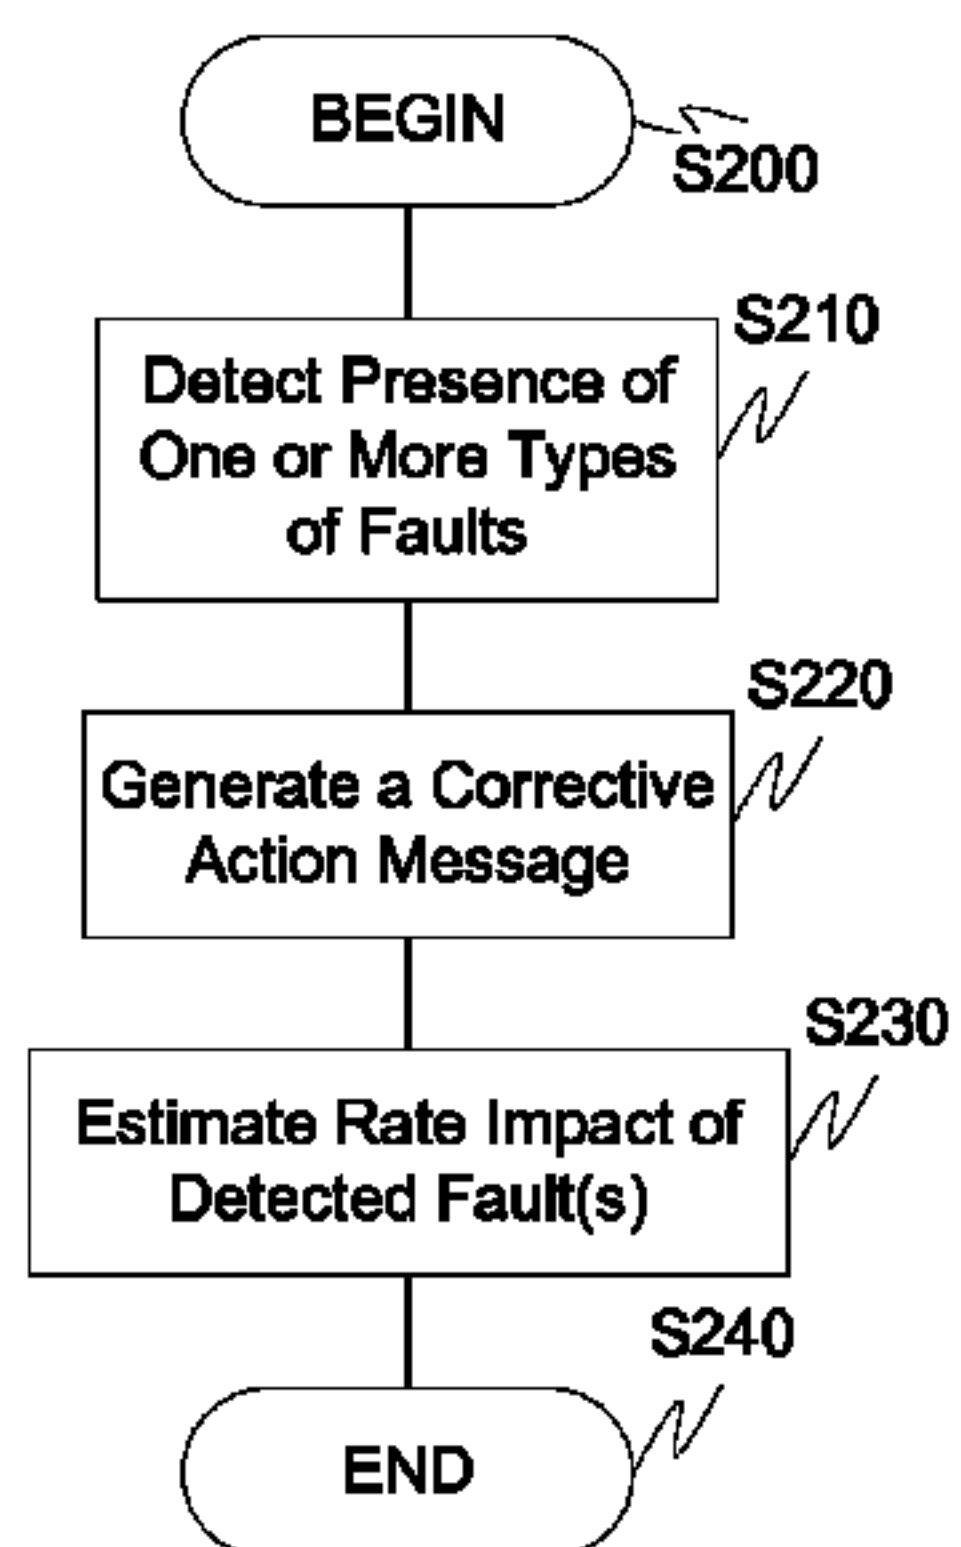 BEGIN
S200
S210
Detect Presence of
One or More Types
of Faults
S220
Generate a Corrective
Action Message
S230
Estimate Rate Impact of
Detected Fault(s)
S240
END